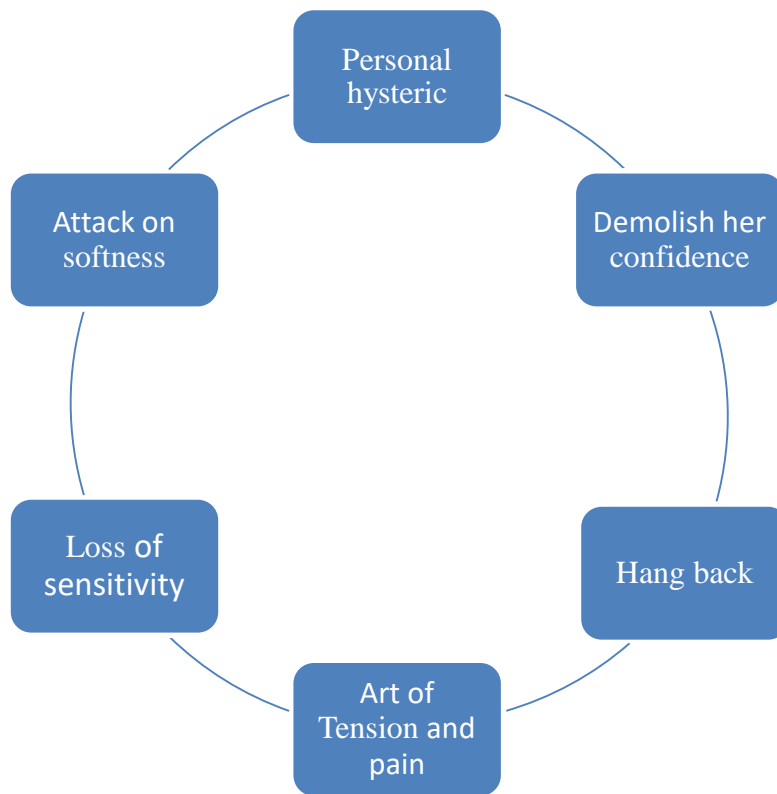 Personal
hysteric
Demolish her
confidence
Hang back
Art of
Tension and
pain
Loss of
sensitivity
Attack on
softness